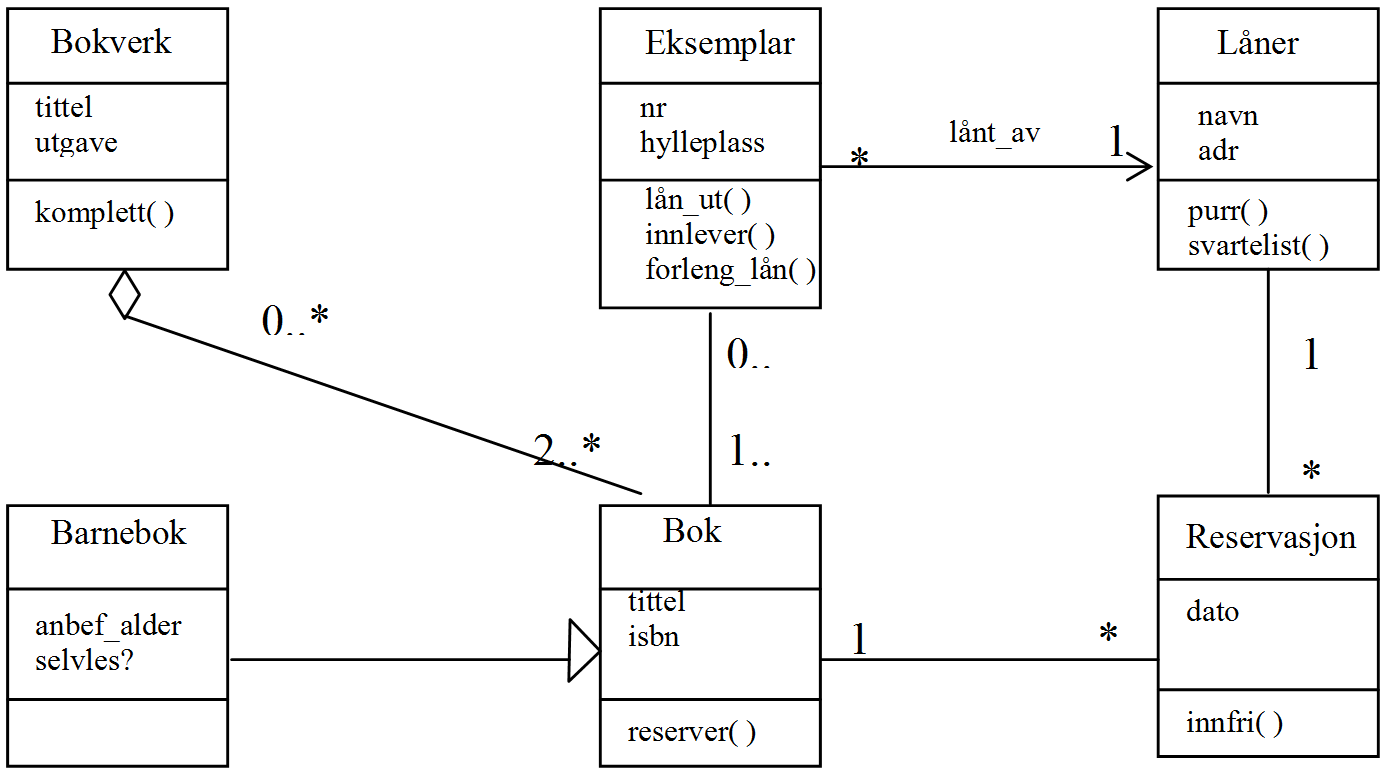 Bokverk
tittel
utgave
komplett( )
Eksemplar
nr
hylleplass
lån_ut( )
innlever( )
forleng_lån( )
* lånt_av 1
Låner
navn
adr
purr( )
svartelist( )
0..*
2..*
0..
1..
1
*
Barnebok
anbef_alder
selvles?
Bok
tittel
isbn
reserver( )
1 *
Reservasjon
dato
innfri( )